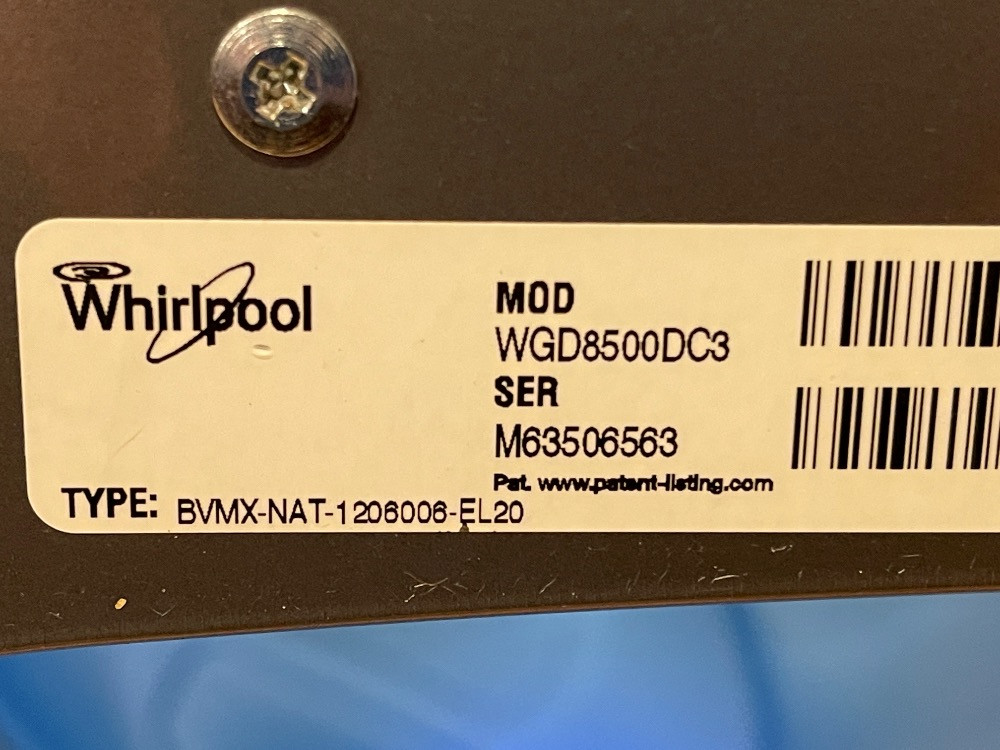 Whirlpool
MOD
WGD8500DC3
SER
M63506563
Pat. www.patent-listing.com
TYPE: BVMX-NAT-1206006-EL20